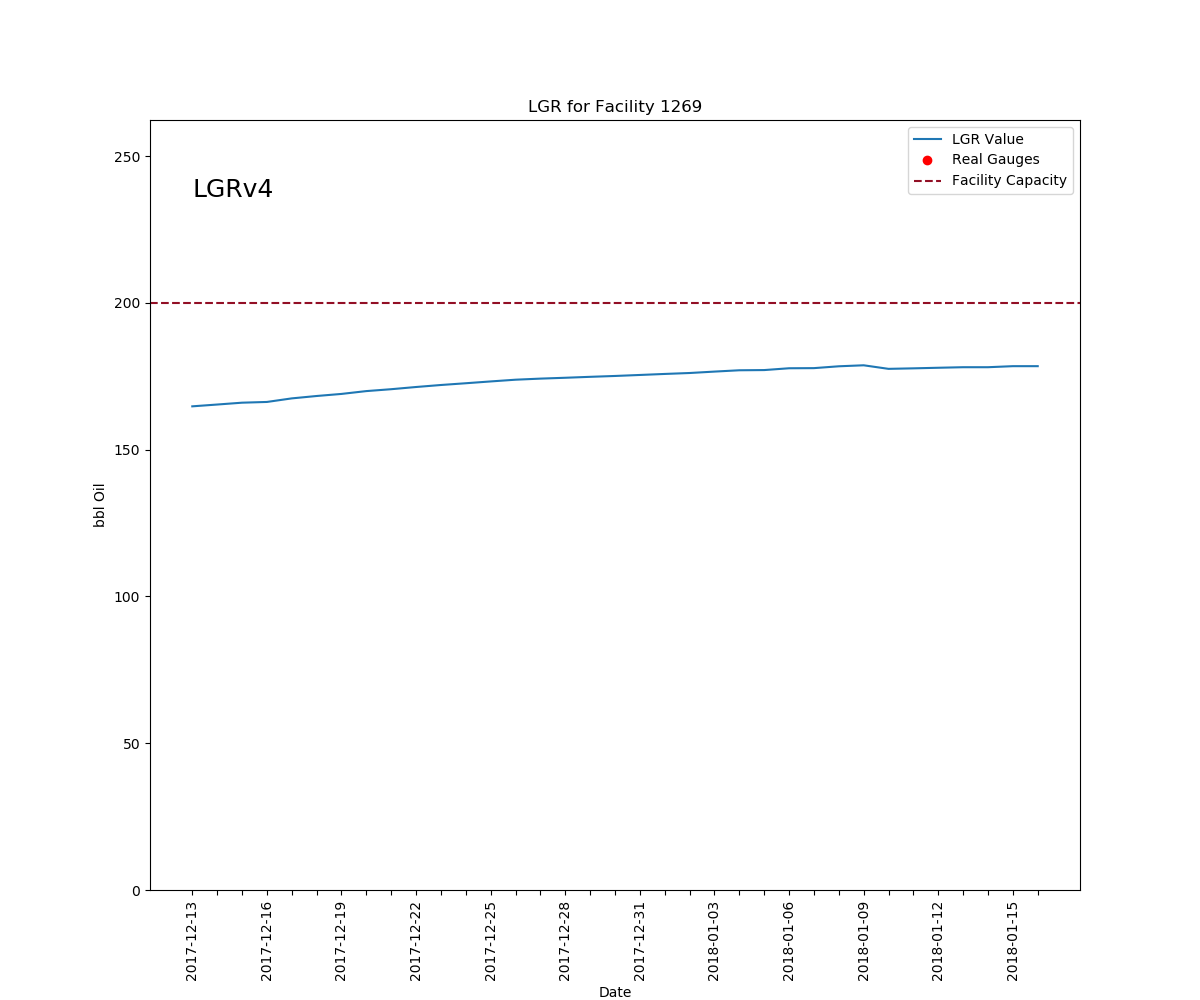 LGR for Facility 1269
LGR Value
Real Gauges
Facility Capacity
LGRv4
250
200
150
100
50
0
bbl Oil
2017-12-13
2017-12-16
2017-12-19
2017-12-22
2017-12-25
2017-12-28
2017-12-31
2018-01-03
2018-01-06
2018-01-09
2018-01-12
2018-01-15
Date